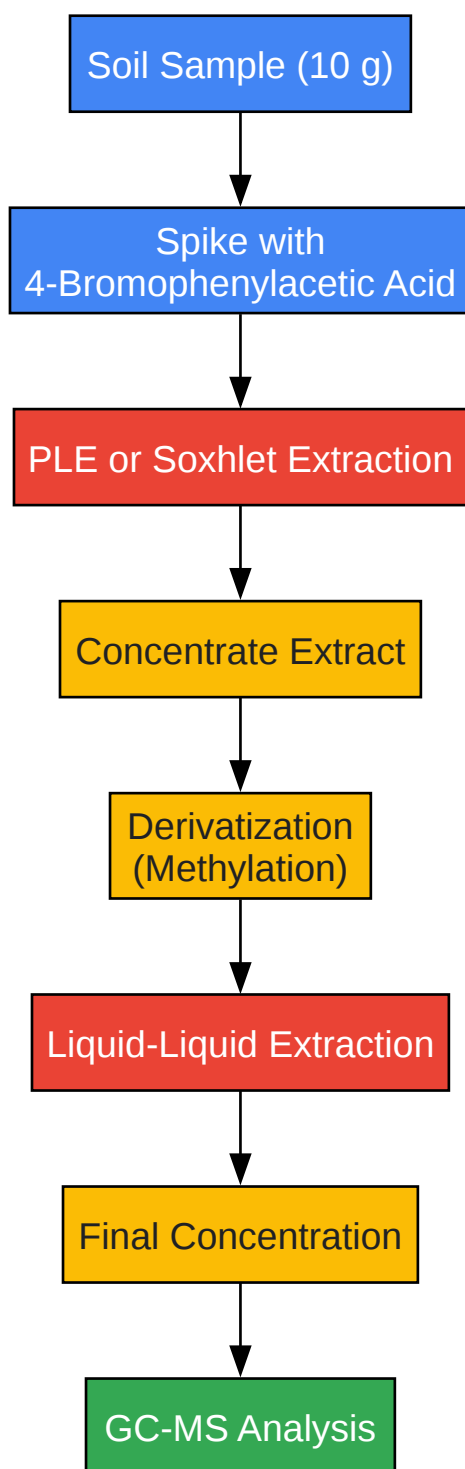 Soil Sample (10 g)
Spike with
4-Bromophenylacetic Acid
PLE or Soxhlet Extraction
Concentrate Extract
Derivatization
(Methylation)
Liquid-Liquid Extraction
Final Concentration
GC-MS Analysis